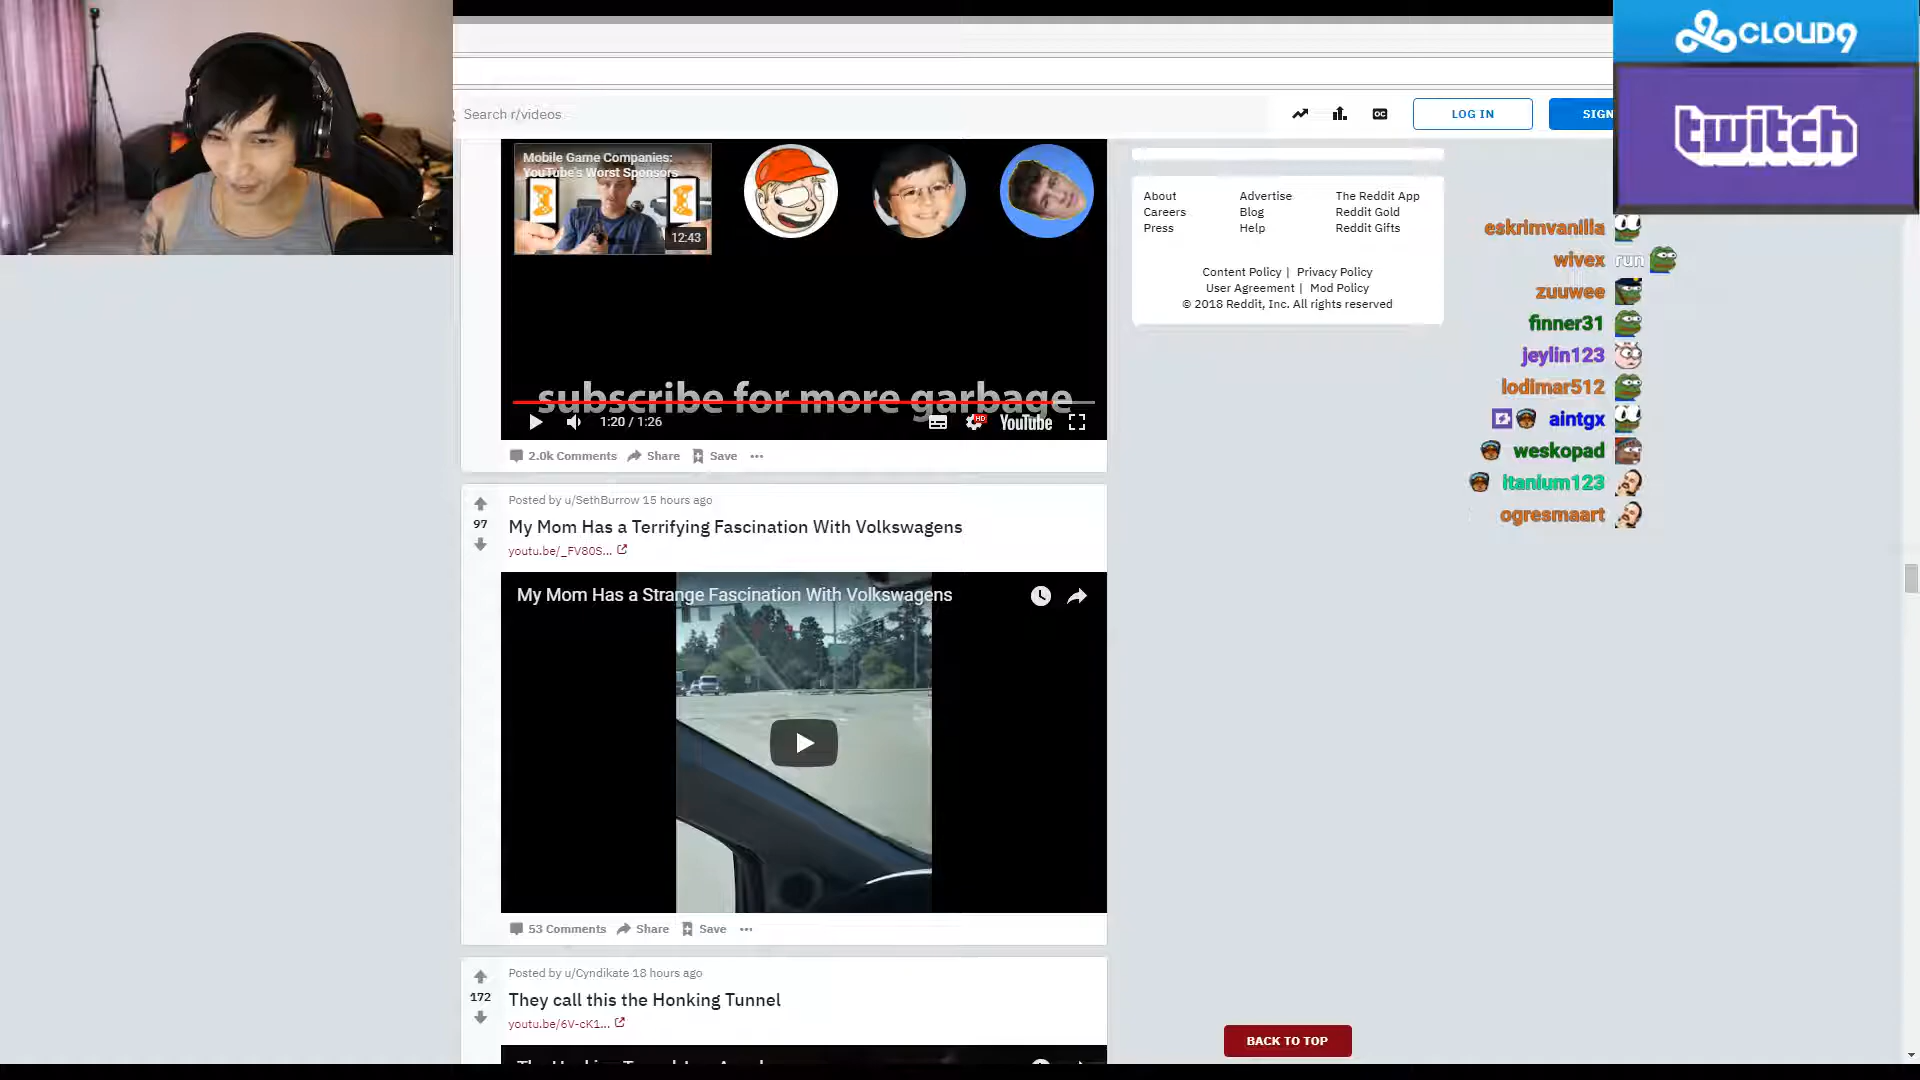 CLOUD9
twitch
Search r/videos
LOG IN
SIGN
Mobile Game Companies:
YouTube's Worst Sponsors
12:43
subscribe for more garbage
1:20 / 1:26
HD
YouTube
2.0k Comments
Share
Save
About
Advertise
The Reddit App
Careers
Blog
Reddit Gold
Press
Help
Reddit Gifts
Content Policy | Privacy Policy
User Agreement | Mod Policy
© 2018 Reddit, Inc. All rights reserved
eskrimvanilla
wivex run
zuuwee
finner31
jeylin123
lodimar512
aintgx
weskopad
itanium123
ogresmaart
Posted by u/SethBurrow 15 hours ago
97
My Mom Has a Terrifying Fascination With Volkswagens
youtu.be/_FV80S...
My Mom Has a Strange Fascination With Volkswagens
53 Comments
Share
Save
Posted by u/Cyndikate 18 hours ago
172
They call this the Honking Tunnel
youtu.be/6V-cK1...
BACK TO TOP